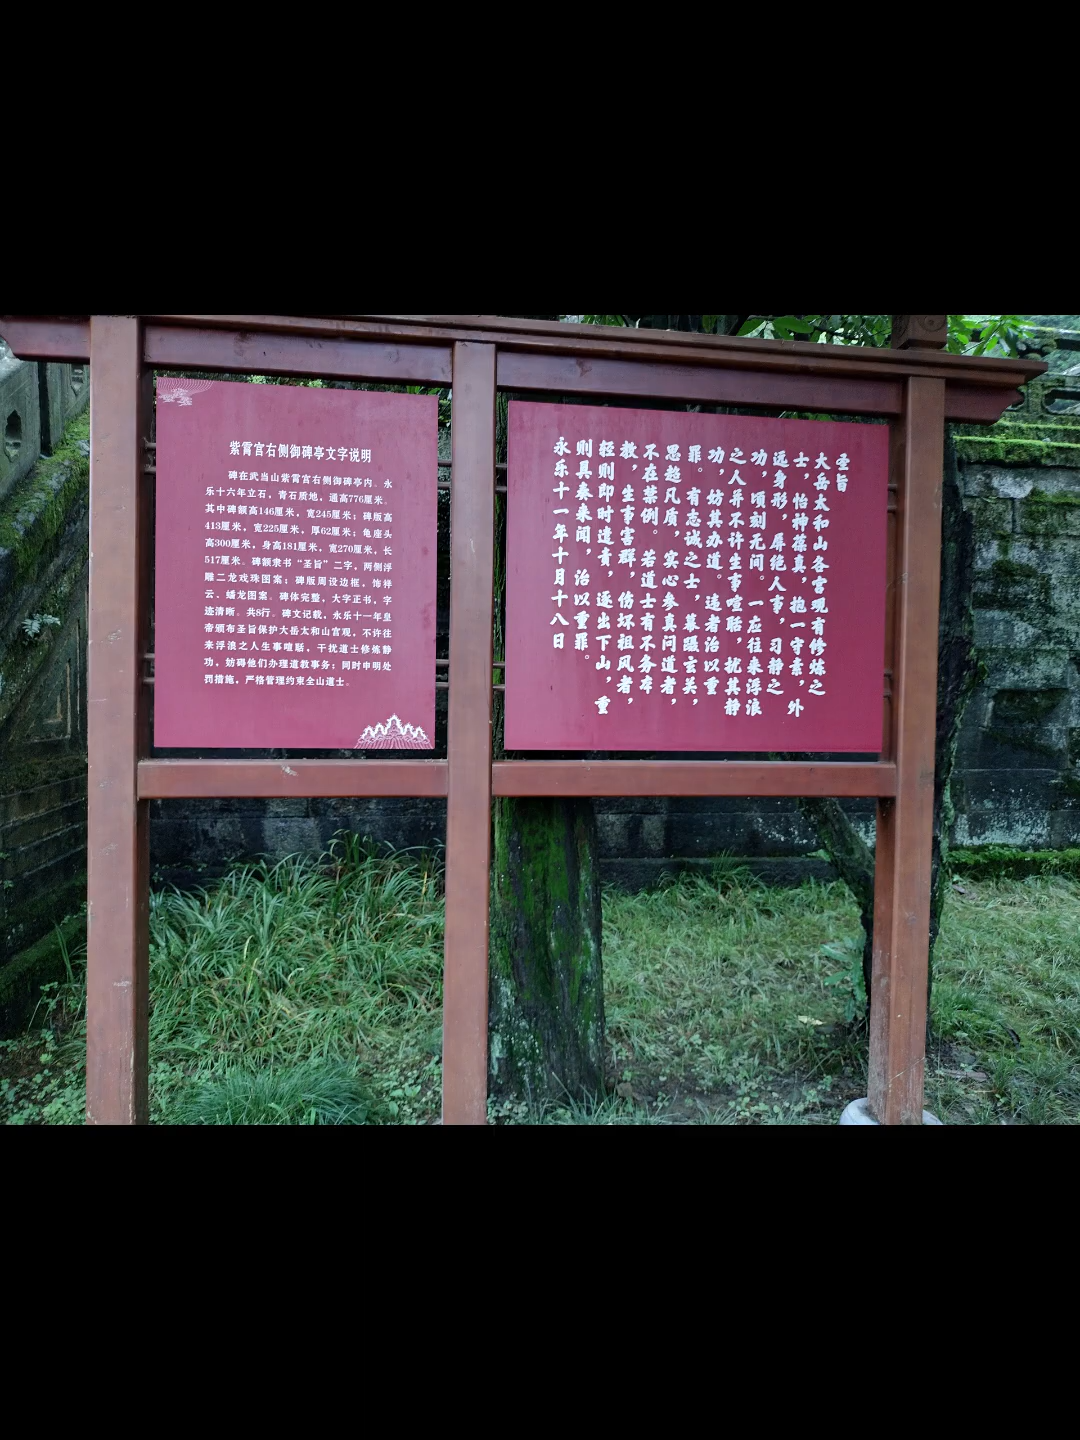 紫霄宫右侧御碑亭文字说明
碑在武当山紫霄宫右侧御碑亭内。永
乐十六年立石，青石质地，通高776厘米。
其中碑额高146厘米，宽245厘米；碑版高
413厘米，宽225厘米，厚62厘米；龟座头
高300厘米，身高181厘米，宽270厘米，长
517厘米。碑额隶书“圣旨”二字，两侧浮
雕二龙戏珠图案；碑版周设边框，饰祥
云、蟠龙图案。碑体完整，大字正书，字
迹清晰。共8行。碑文记载，永乐十一年皇
帝颁布圣旨保护大岳太和山宫观，不许往
来浮浪之人生事喧聒，干扰道士修炼静
功，妨碍他们办理道教事务；同时申明处
罚措施，严格管理约束全山道士。
圣旨
大岳太和山各宫观有修炼之
士，怡神葆真，抱一守素，外
远身形，屏绝人事，习静之
功，顷刻无间。一应往来浮浪
之人并不许生事喧聒，扰其静
功，妨其办道。违者治以重
罪。有志诚之士，慕蹑玄关，
思超凡质，实心参真问道者，
不在禁例。若道士有不务本
教，生事害群，伤坏祖风者，
轻则即时遣责，逐出下山，重
则具奏来闻，治以重罪。
永乐十一年十月十八日